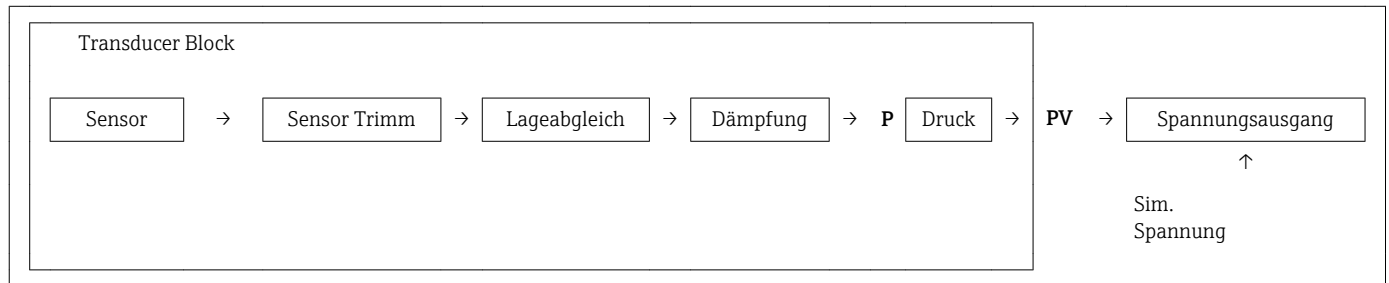 Transducer Block
Sensor → Sensor Trimm → Lageabgleich → Dämpfung → P Druck → PV → Spannungsausgang
↑
Sim.
Spannung